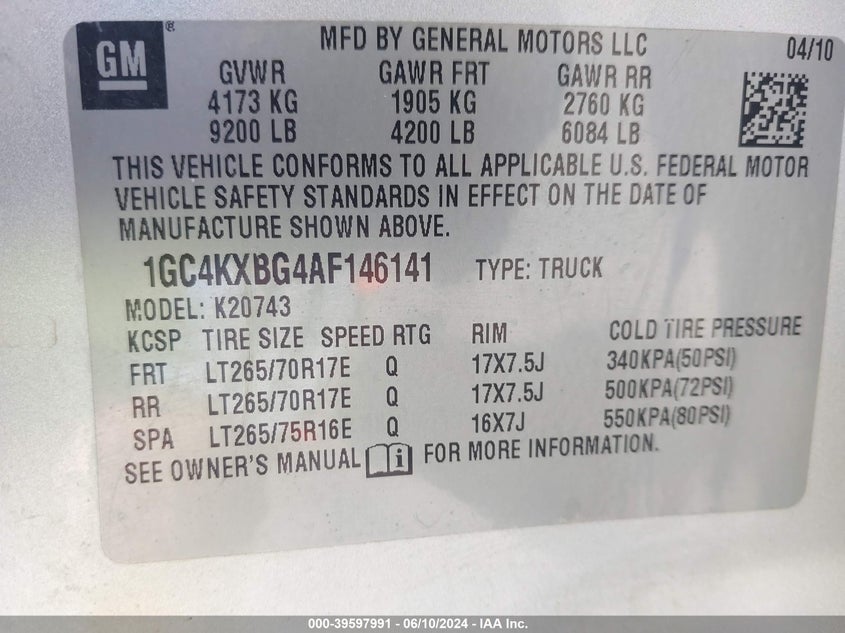 GM®
MFD BY GENERAL MOTORS LLC 04/10
GVWR GAWR FRT GAWR RR
4173 KG 1905 KG 2760 KG
9200 LB 4200 LB 6084 LB
THIS VEHICLE CONFORMS TO ALL APPLICABLE U.S. FEDERAL MOTOR
VEHICLE SAFETY STANDARDS IN EFFECT ON THE DATE OF
MANUFACTURE SHOWN ABOVE.
1GC4KXBG4AF146141 TYPE: TRUCK
MODEL: K20743
KCSP TIRE SIZE SPEED RTG RIM COLD TIRE PRESSURE
FRT LT265/70R17E Q 17X7.5J 340KPA(50PSI)
RR LT265/70R17E Q 17X7.5J 500KPA(72PSI)
SPA LT265/75R16E Q 16X7J 550KPA(80PSI)
SEE OWNER'S MANUAL i FOR MORE INFORMATION.
000-39597991 - 06/10/2024 - IAA Inc.